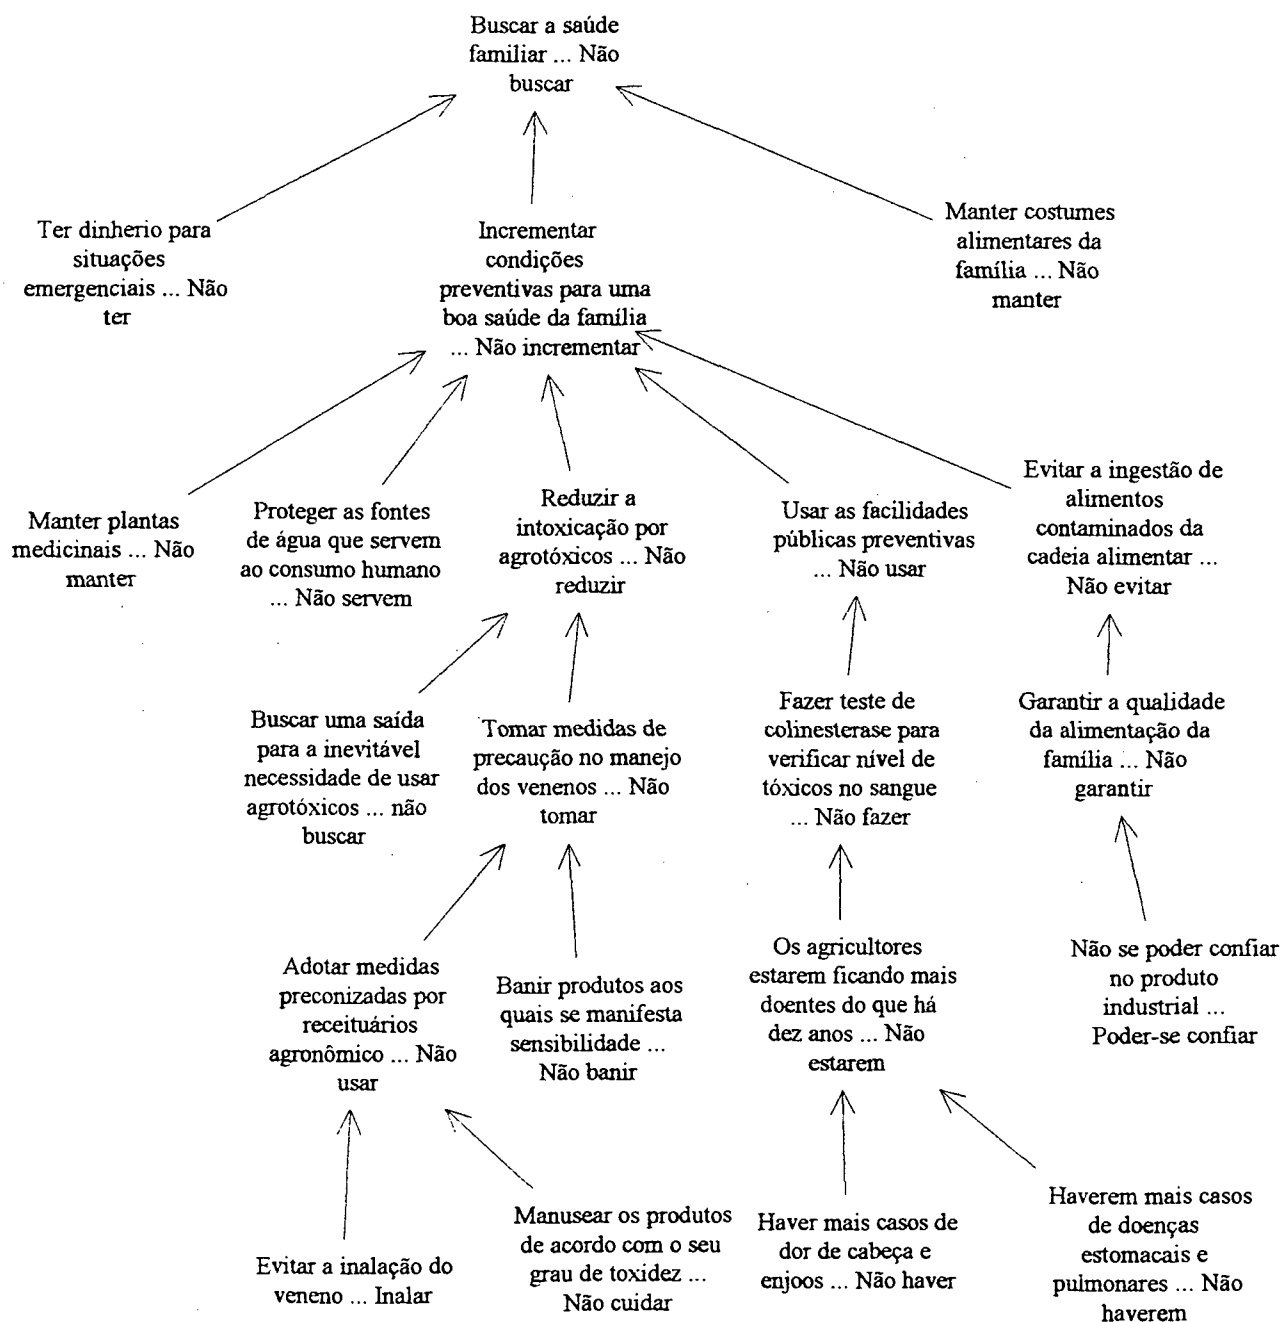 Buscar a saúde
familiar ... Não
buscar
Ter dinherio para
situações
emergenciais ... Não
ter
Incrementar
condições
preventivas para uma
boa saúde da família
... Não incrementar
Manter costumes
alimentares da
família ... Não
manter
Manter plantas
medicinais ... Não
manter
Proteger as fontes
de água que servem
ao consumo humano
... Não servem
Reduzir a
intoxicação por
agrotóxicos ... Não
reduzir
Usar as facilidades
públicas preventivas
... Não usar
Evitar a ingestão de
alimentos
contaminados da
cadeia alimentar ...
Não evitar
Buscar uma saída
para a inevitável
necessidade de usar
agrotóxicos ... não
buscar
Tomar medidas de
precaução no manejo
dos venenos ... Não
tomar
Fazer teste de
colinesterase para
verificar nível de
tóxicos no sangue
... Não fazer
Garantir a qualidade
da alimentação da
família ... Não
garantir
Adotar medidas
preconizadas por
receituários
agronômico ... Não
usar
Banir produtos aos
quais se manifesta
sensibilidade ...
Não banir
Os agricultores
estarem ficando mais
doentes do que há
dez anos ... Não
estarem
Não se poder confiar
no produto
industrial ...
Poder-se confiar
Evitar a inalação do
veneno ... Inalar
Manusear os produtos
de acordo com o seu
grau de toxidez ...
Não cuidar
Haver mais casos de
dor de cabeça e
enjoos ... Não haver
Haverem mais casos
de doenças
estomacais e
pulmonares ... Não
haverem